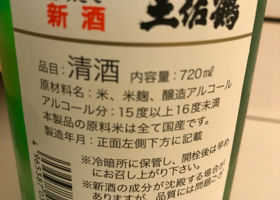 新酒
土佐鶴
品目：清酒　内容量：720㎖
原材料名：米、米麹、醸造アルコール
アルコール分：15度以上16度未満
本製品の原料米は全て国産です。
製造年月：正面左側下方に記載
※冷暗所に保管し、開栓後は早め
にお召し上がり下さい。
※新酒の成分が沈殿する場合が
ありますが、品質には問題ござ